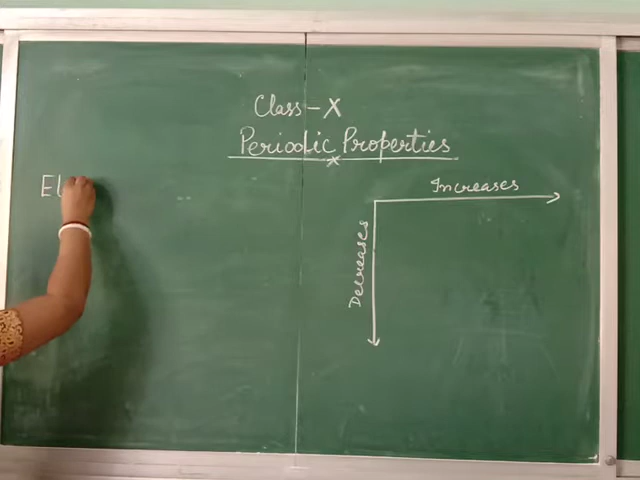 Class - X
Periodic Properties
El
Increases
Decreases